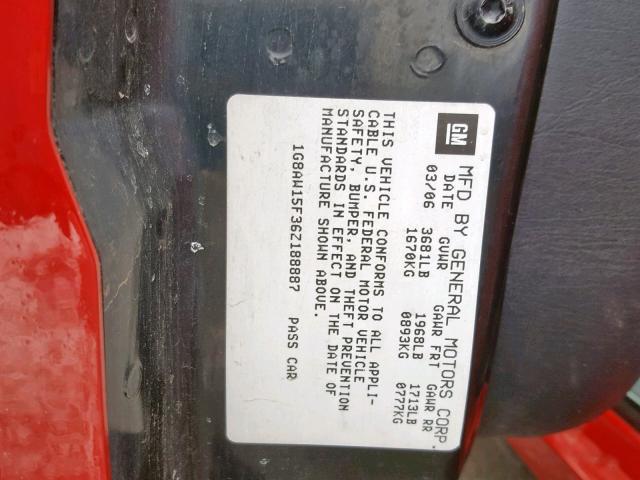 GM MFD BY GENERAL MOTORS CORP.
DATE GVWR GAWR FRT GAWR RR
03/06 3681LB 1968LB 1713LB
1670KG 0893KG 0777KG
THIS VEHICLE CONFORMS TO ALL APPLI-
CABLE U.S. FEDERAL MOTOR VEHICLE
SAFETY, BUMPER, AND THEFT PREVENTION
STANDARDS IN EFFECT ON THE DATE OF
MANUFACTURE SHOWN ABOVE.
1G8AW15F36Z188887 PASS CAR